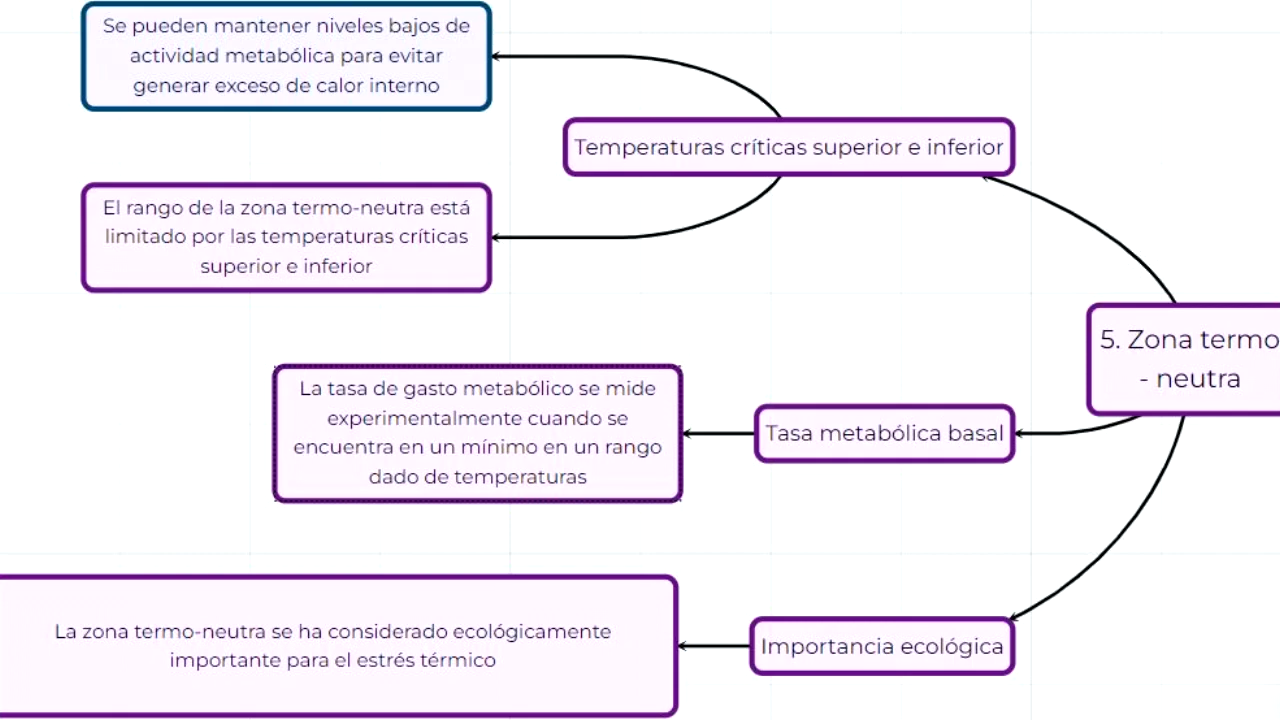 Se pueden mantener niveles bajos de
actividad metabólica para evitar
generar exceso de calor interno
Temperaturas críticas superior e inferior
El rango de la zona termo-neutra está
limitado por las temperaturas críticas
superior e inferior
5. Zona termo
- neutra
La tasa de gasto metabólico se mide
experimentalmente cuando se
encuentra en un mínimo en un rango
dado de temperaturas
Tasa metabólica basal
La zona termo-neutra se ha considerado ecológicamente
importante para el estrés térmico
Importancia ecológica